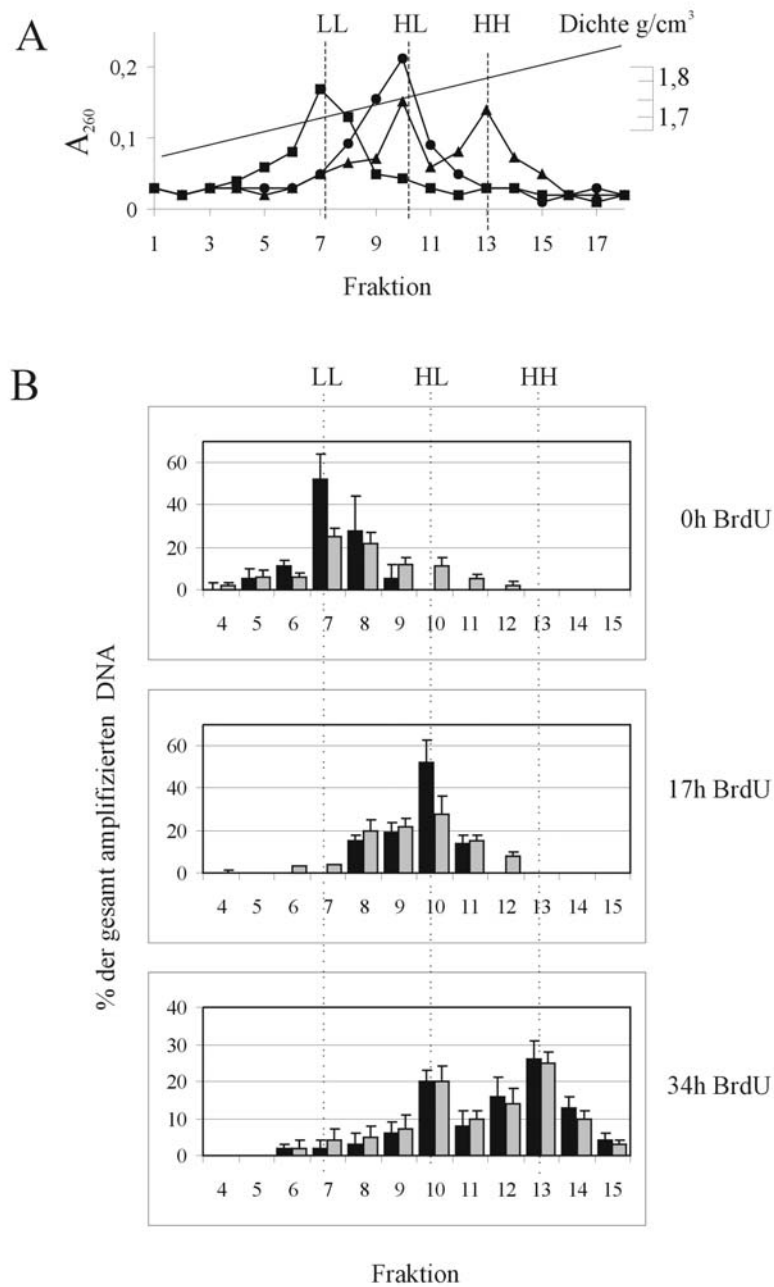 A
LL HL HH Dichte g/cm³
0,2
0,1
0
A260
1,8
1,7
1 3 5 7 9 11 13 15 17
Fraktion
B
LL HL HH
60
40
20
0
4 5 6 7 8 9 10 11 12 13 14 15
0h BrdU
60
40
20
0
4 5 6 7 8 9 10 11 12 13 14 15
17h BrdU
% der gesamt amplifizierten DNA
40
30
20
10
0
4 5 6 7 8 9 10 11 12 13 14 15
34h BrdU
Fraktion